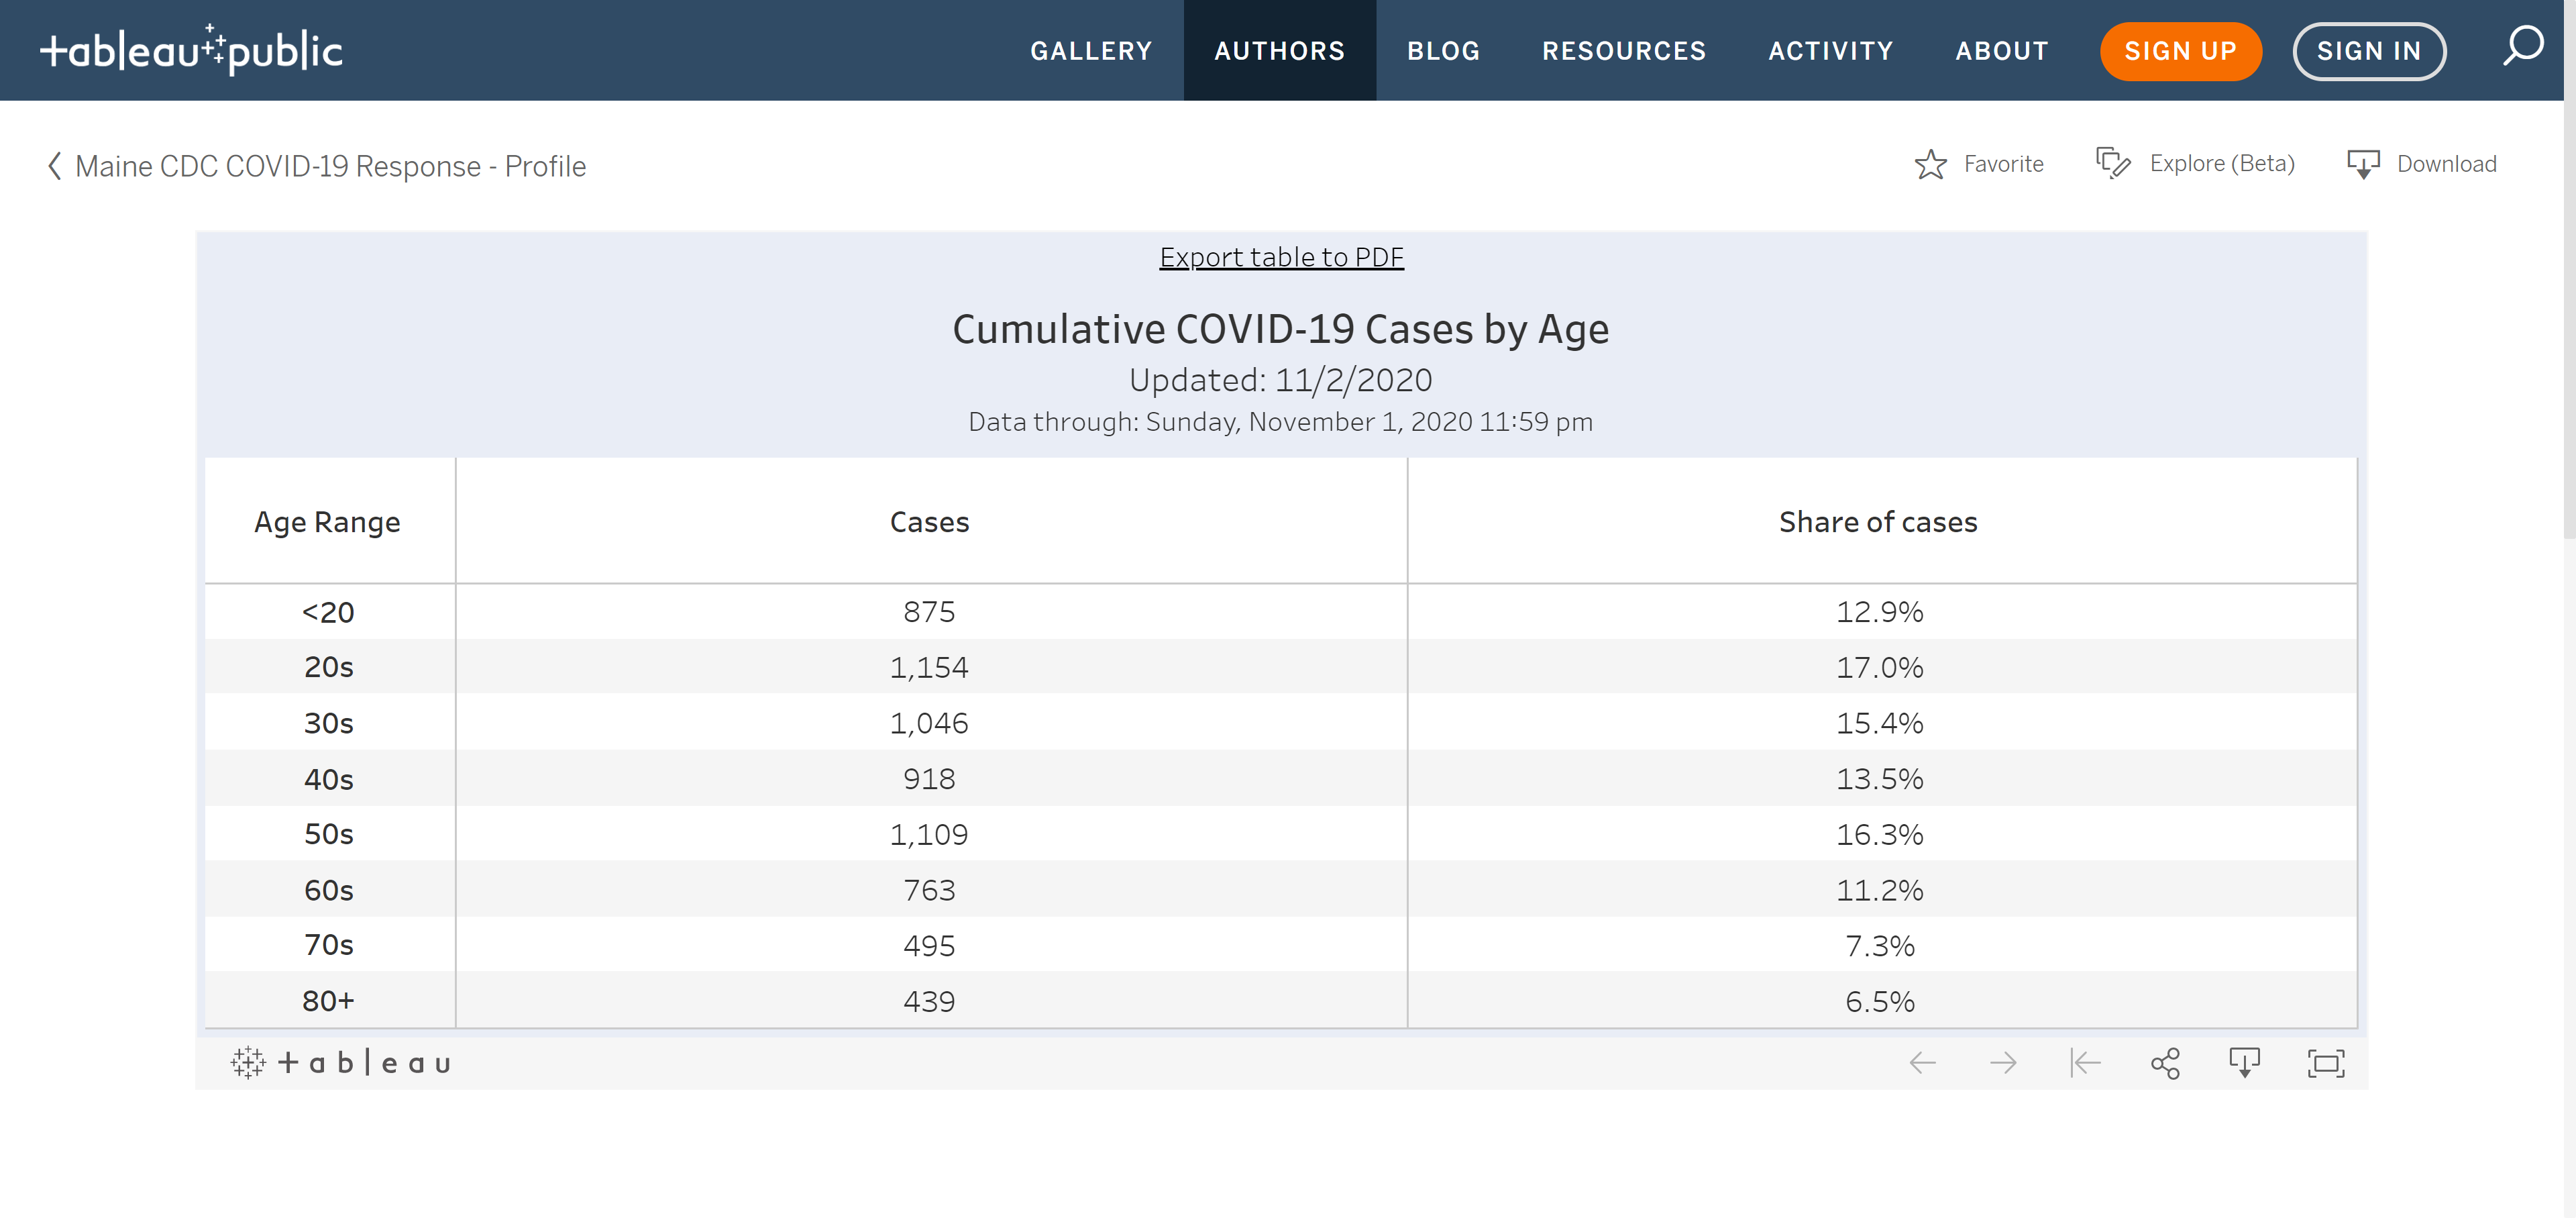 tableau public
GALLERY AUTHORS BLOG RESOURCES ACTIVITY ABOUT SIGN UP SIGN IN
Maine CDC COVID-19 Response - Profile
Favorite Explore (Beta) Download
Export table to PDF
Cumulative COVID-19 Cases by Age
Updated: 11/2/2020
Data through: Sunday, November 1, 2020 11:59 pm
Age Range Cases Share of cases
<20 875 12.9%
20s 1,154 17.0%
30s 1,046 15.4%
40s 918 13.5%
50s 1,109 16.3%
60s 763 11.2%
70s 495 7.3%
80+ 439 6.5%
tableau